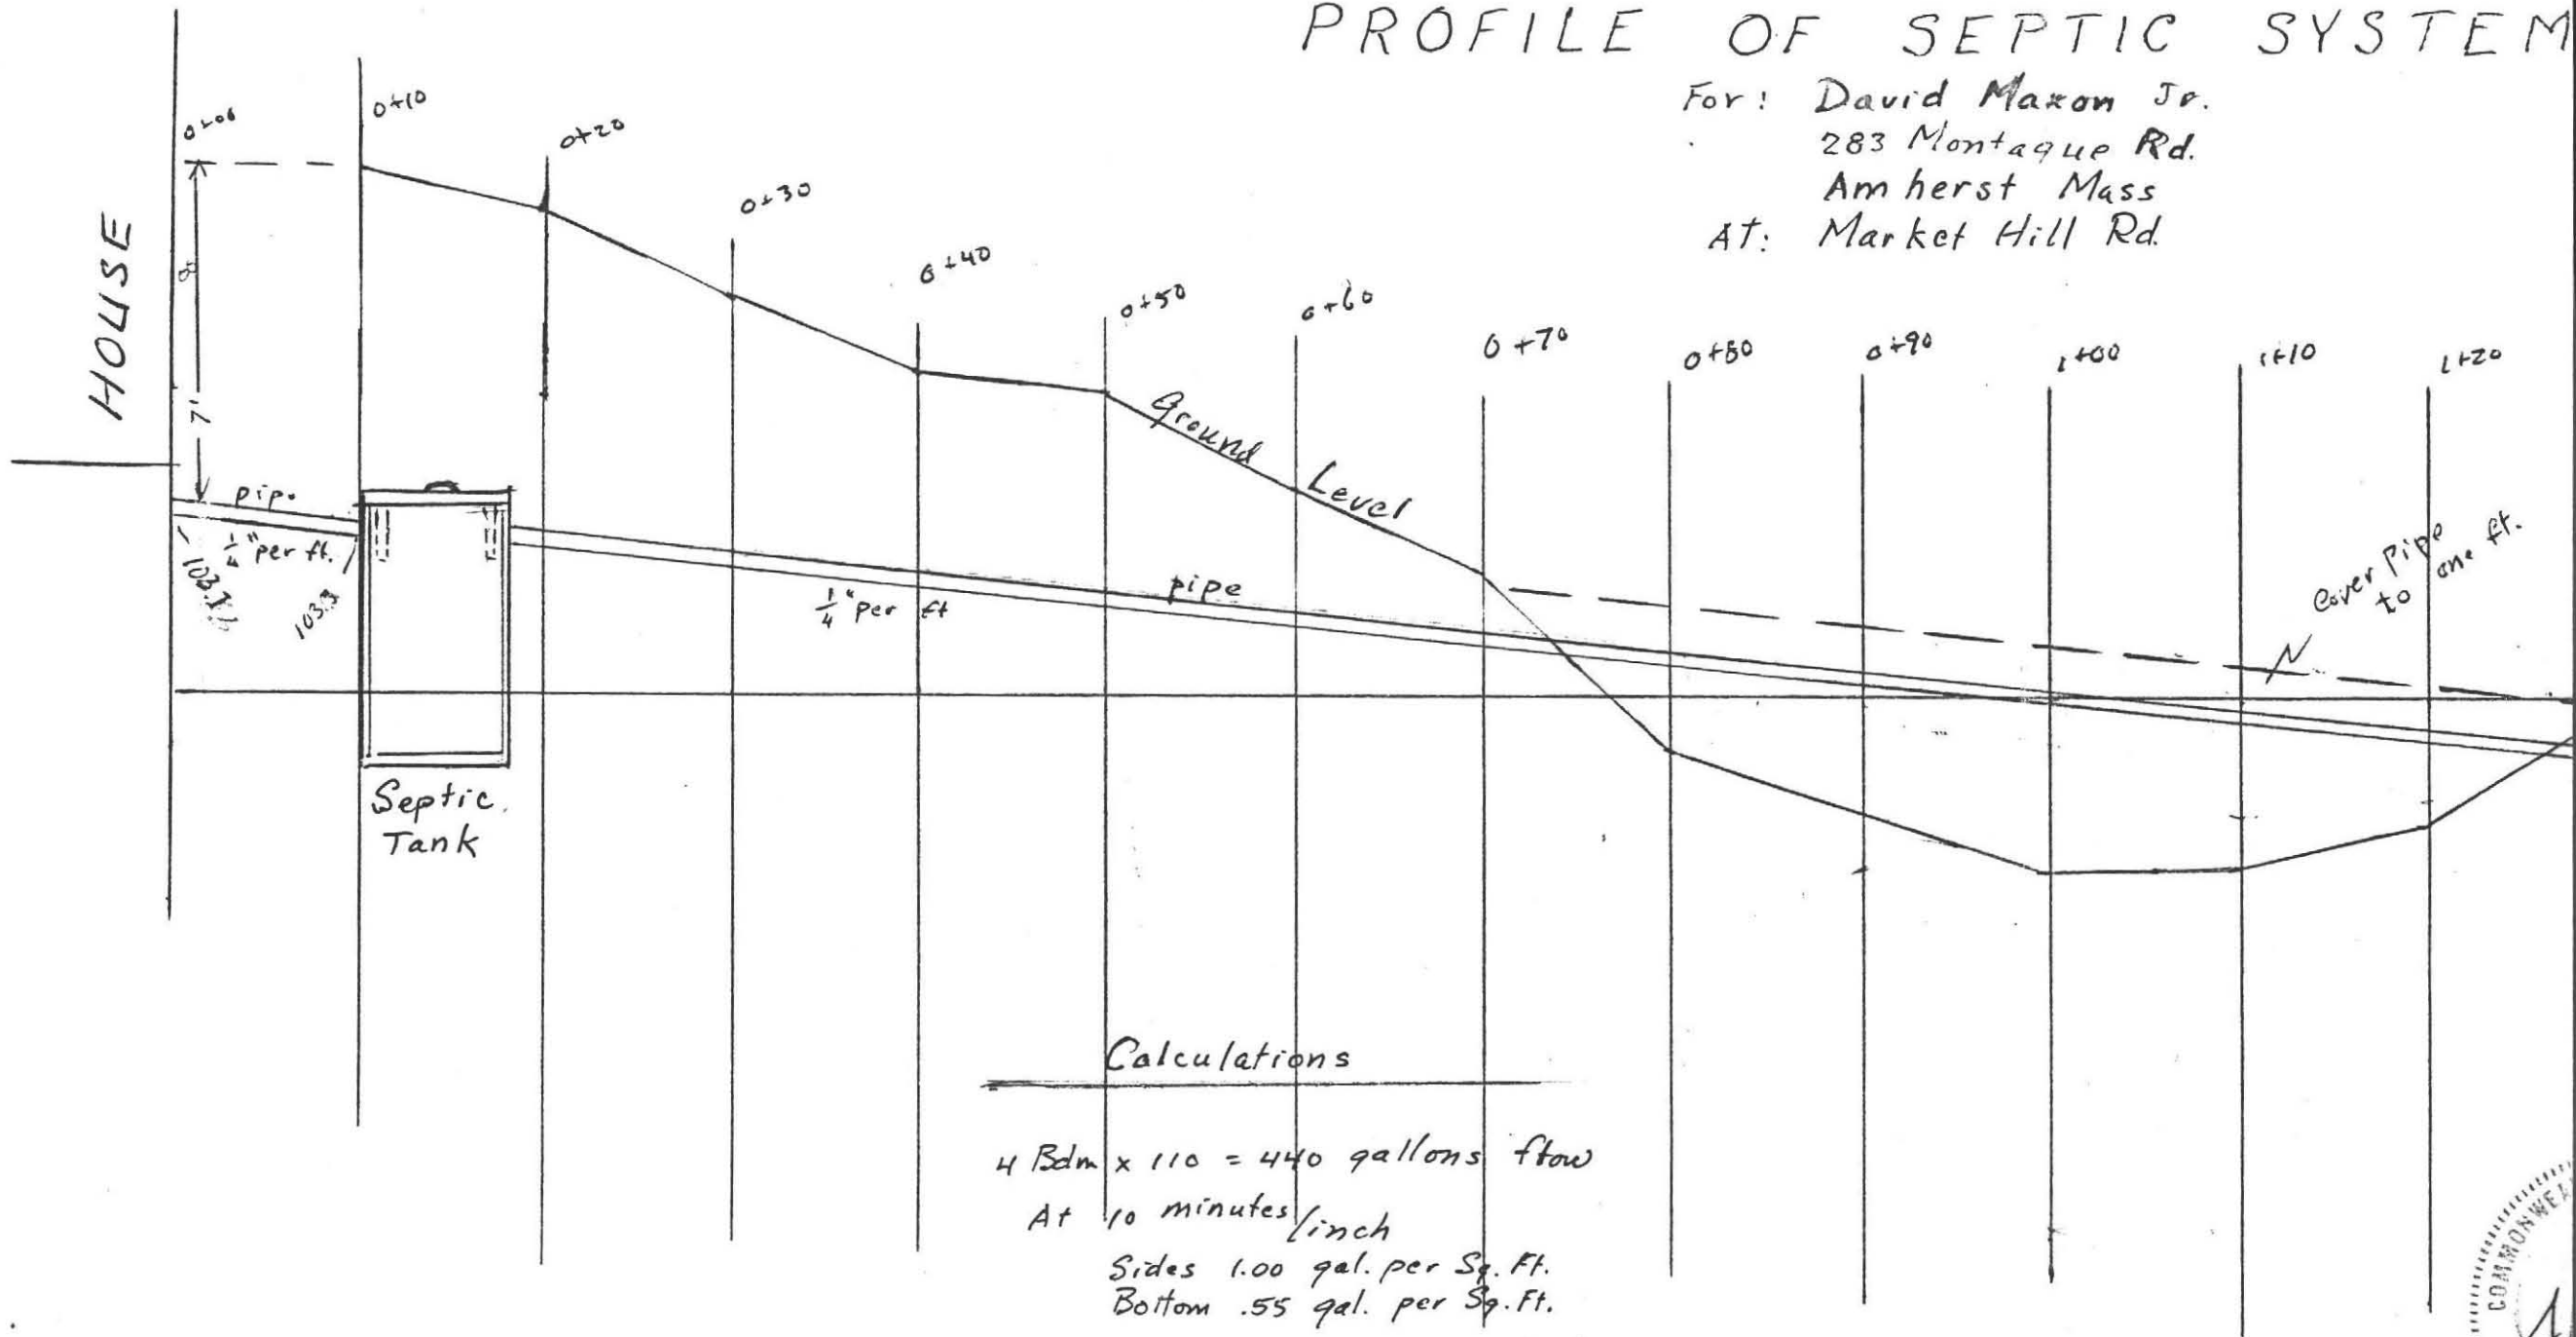 PROFILE OF SEPTIC SYSTEM
For: David Maxon Jr.
283 Montague Rd.
Amherst Mass
AT: Market Hill Rd.
0+00
0+10
0+20
0+30
0+40
0+50
0+60
0+70
0+80
0+90
1+00
1+10
1+20
HOUSE
8
7'
pipe
1/4" per ft.
103.
103.
Ground Level
pipe
1/4" per ft
Cover Pipe
to one ft.
Septic
Tank
Calculations
4 Bdm x 110 = 440 gallons flow
At 10 minutes/inch
Sides 1.00 gal. per Sq. Ft.
Bottom .55 gal. per Sq. Ft.
COMMONWEA